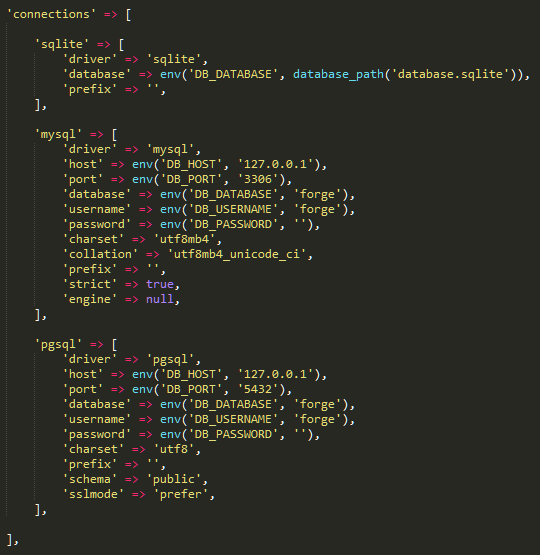 'connections' => [
'sqlite' => [
'driver' => 'sqlite',
'database' => env('DB_DATABASE', database_path('database.sqlite')),
'prefix' => '',
],
'mysql' => [
'driver' => 'mysql',
'host' => env('DB_HOST', '127.0.0.1'),
'port' => env('DB_PORT', '3306'),
'database' => env('DB_DATABASE', 'forge'),
'username' => env('DB_USERNAME', 'forge'),
'password' => env('DB_PASSWORD', ''),
'charset' => 'utf8mb4',
'collation' => 'utf8mb4_unicode_ci',
'prefix' => '',
'strict' => true,
'engine' => null,
],
'pgsql' => [
'driver' => 'pgsql',
'host' => env('DB_HOST', '127.0.0.1'),
'port' => env('DB_PORT', '5432'),
'database' => env('DB_DATABASE', 'forge'),
'username' => env('DB_USERNAME', 'forge'),
'password' => env('DB_PASSWORD', ''),
'charset' => 'utf8',
'prefix' => '',
'schema' => 'public',
'sslmode' => 'prefer',
],
],